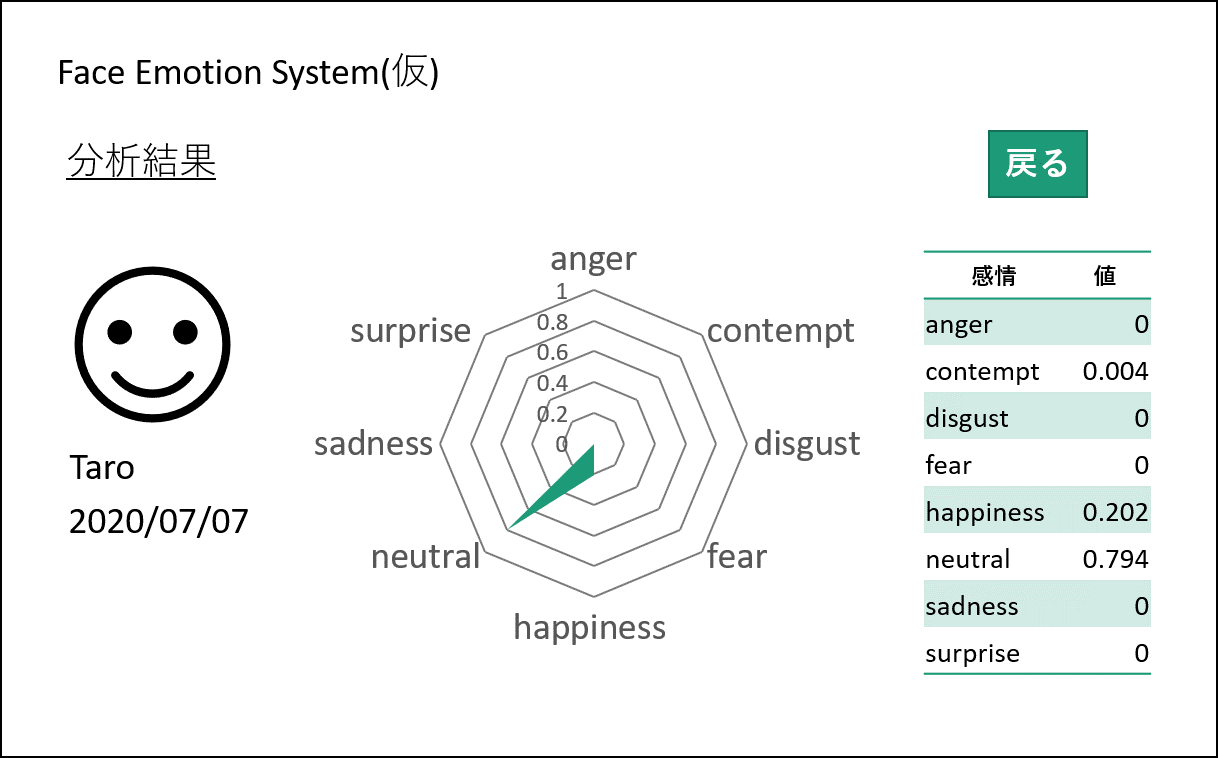 Face Emotion System(仮)
分析結果
戻る
Taro
2020/07/07
anger
contempt
disgust
fear
happiness
neutral
sadness
surprise
1
0.8
0.6
0.4
0.2
0
感情 値
anger 0
contempt 0.004
disgust 0
fear 0
happiness 0.202
neutral 0.794
sadness 0
surprise 0